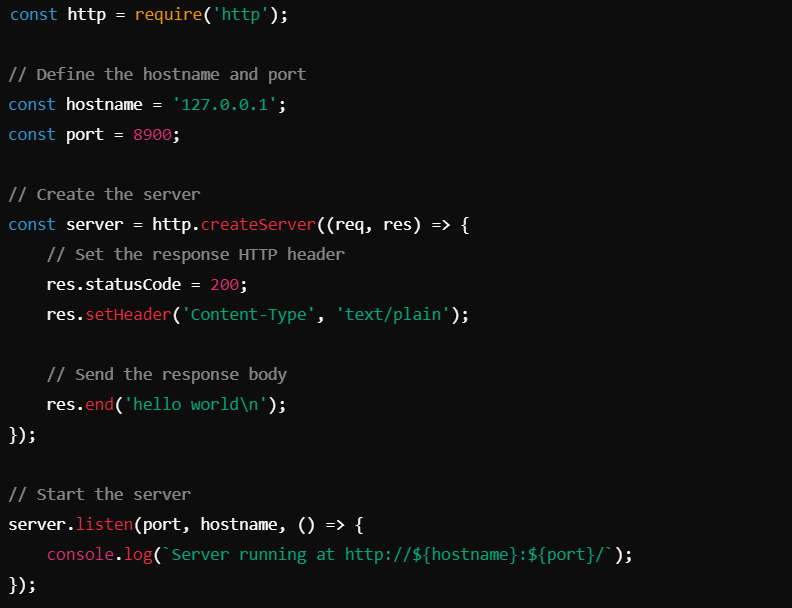 const http = require('http');
// Define the hostname and port
const hostname = '127.0.0.1';
const port = 8900;
// Create the server
const server = http.createServer((req, res) => {
    // Set the response HTTP header
    res.statusCode = 200;
    res.setHeader('Content-Type', 'text/plain');
    // Send the response body
    res.end('hello world\n');
});
// Start the server
server.listen(port, hostname, () => {
    console.log(`Server running at http://${hostname}:${port}/`);
});